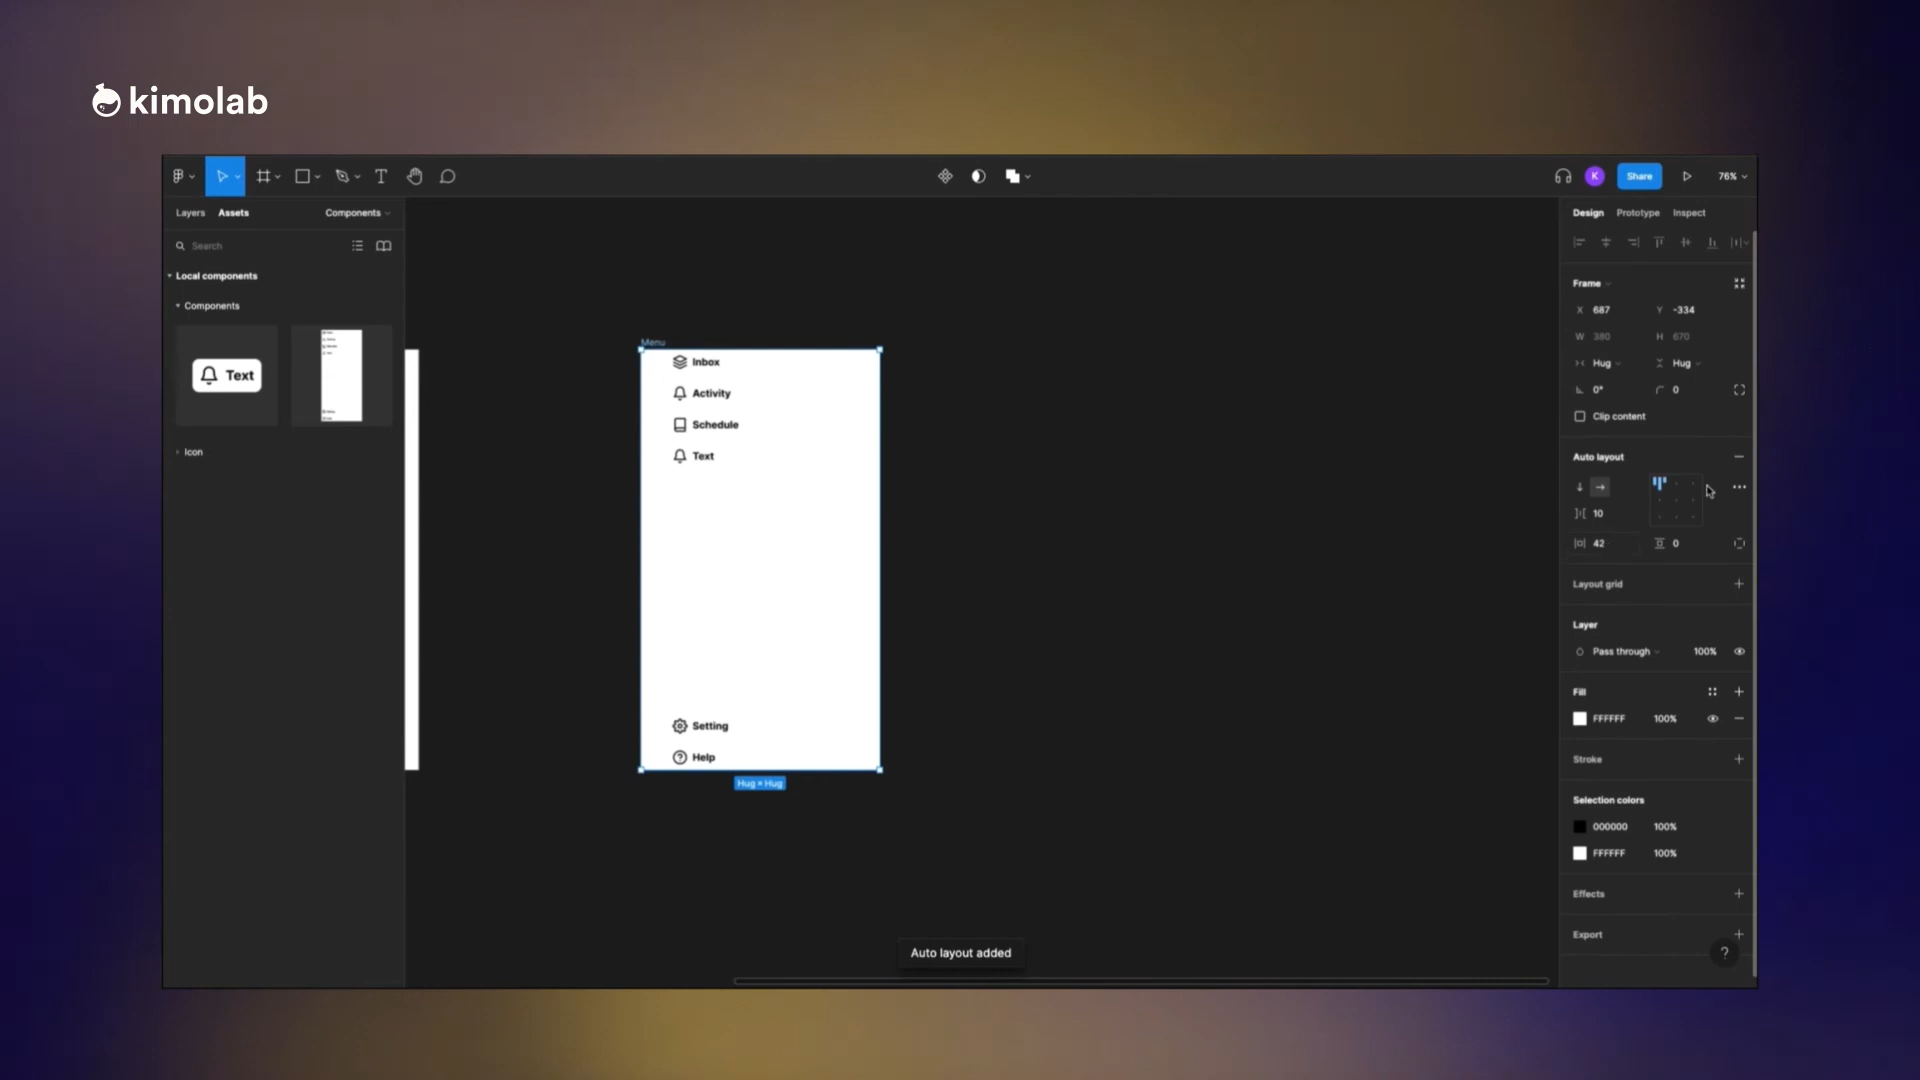 kimolab
Share
76%
Layers Assets Components
Search
Local components
Components
Text
Icon
Menu
Inbox
Activity
Schedule
Text
Setting
Help
Hug × Hug
Auto layout added
Design Prototype Inspect
Frame
X 687 Y -334
W 380 H 670
Hug Hug
0° 0
Clip content
Auto layout
10
42 0
Layout grid
Layer
Pass through 100%
Fill
FFFFFF 100%
Stroke
Selection colors
000000 100%
FFFFFF 100%
Effects
Export
?
K